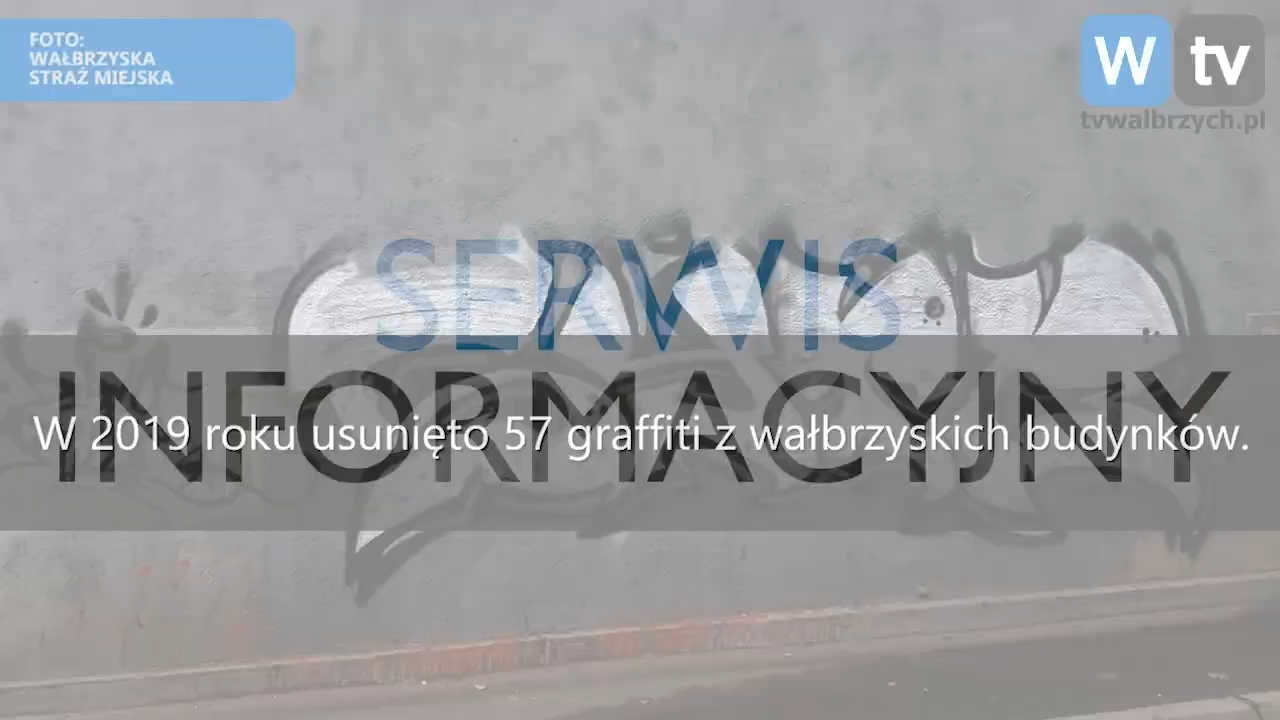 FOTO:
WAŁBRZYSKA
STRAŻ MIEJSKA
W tv
tvwalbrzych.pl
SERWIS
INFORMACYJNY
W 2019 roku usunięto 57 graffiti z wałbrzyskich budynków.